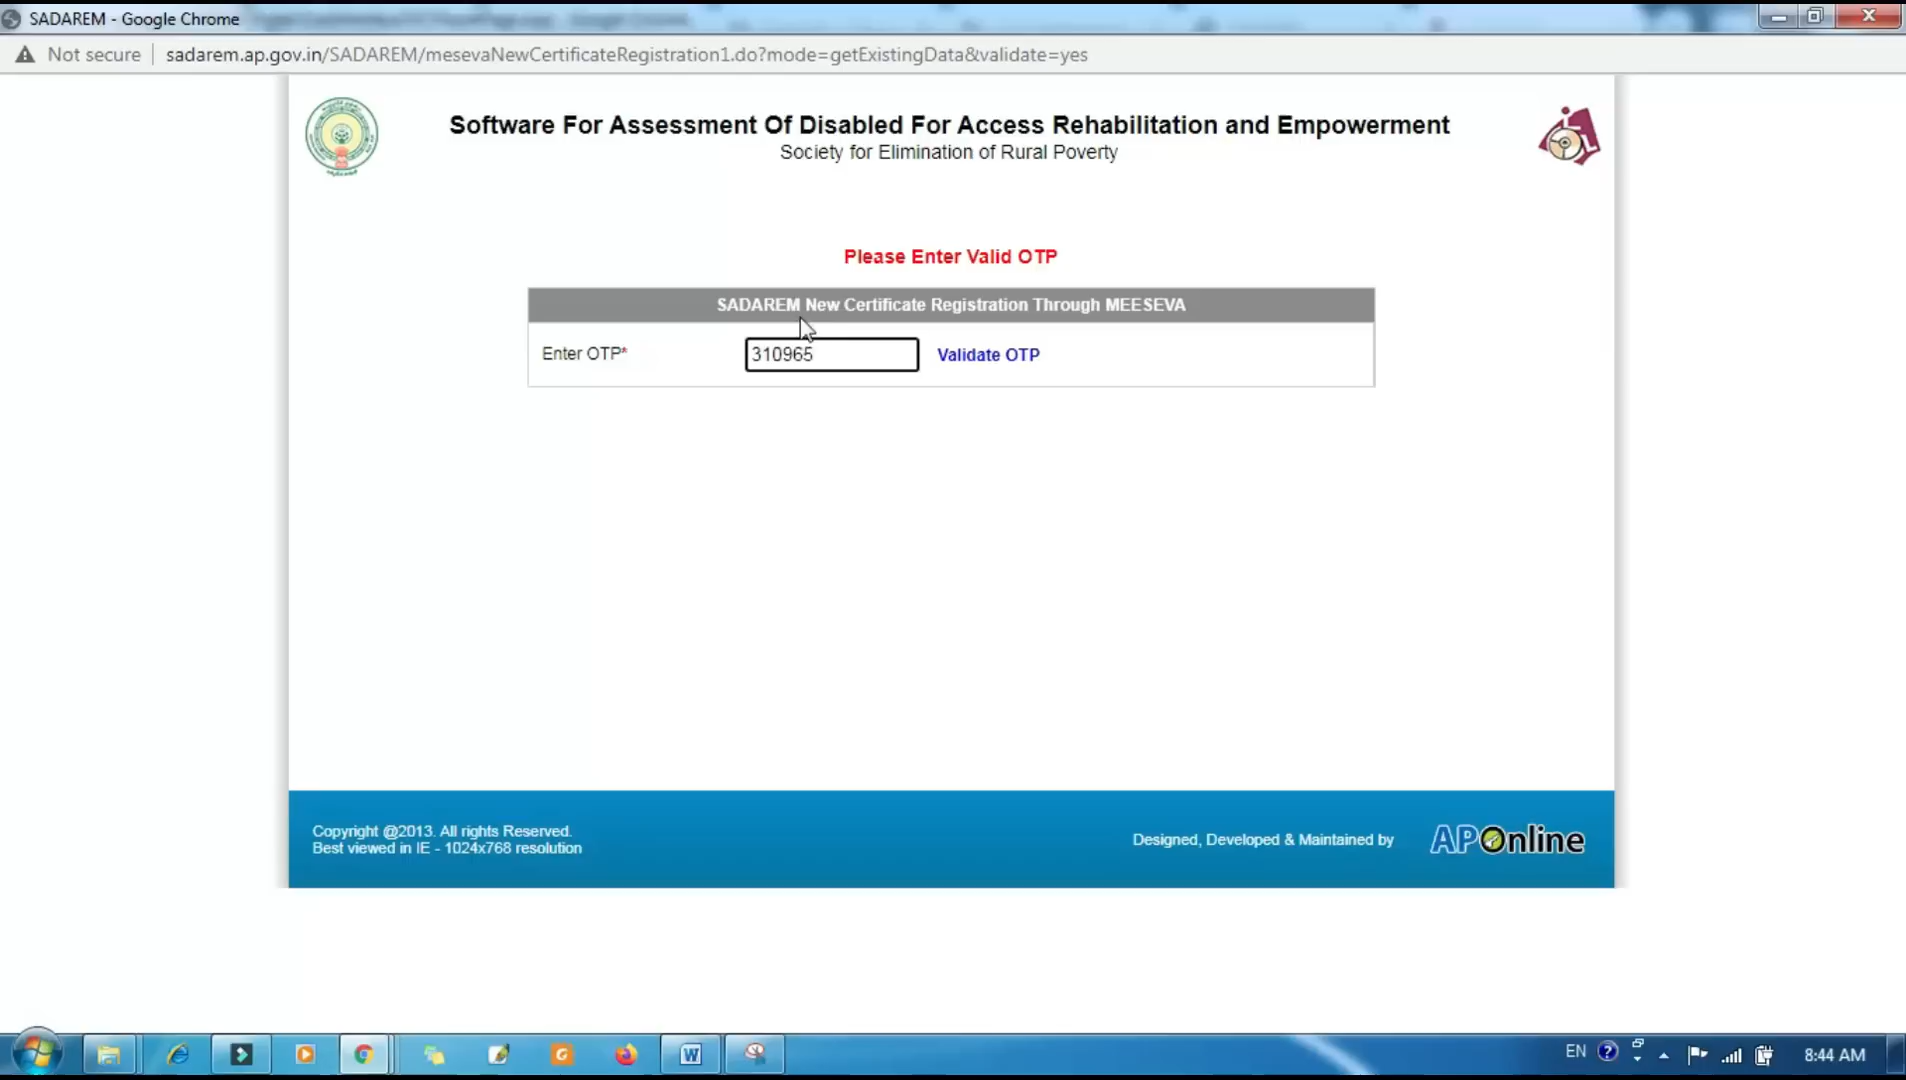 SADAREM - Google Chrome
Not secure | sadarem.ap.gov.in/SADAREM/mesevaNewCertificateRegistration1.do?mode=getExistingData&validate=yes
Software For Assessment Of Disabled For Access Rehabilitation and Empowerment
Society for Elimination of Rural Poverty
Please Enter Valid OTP
SADAREM New Certificate Registration Through MEESEVA
Enter OTP* 310965 Validate OTP
Copyright @2013. All rights Reserved.
Best viewed in IE - 1024x768 resolution
Designed, Developed & Maintained by APOnline
EN 8:44 AM